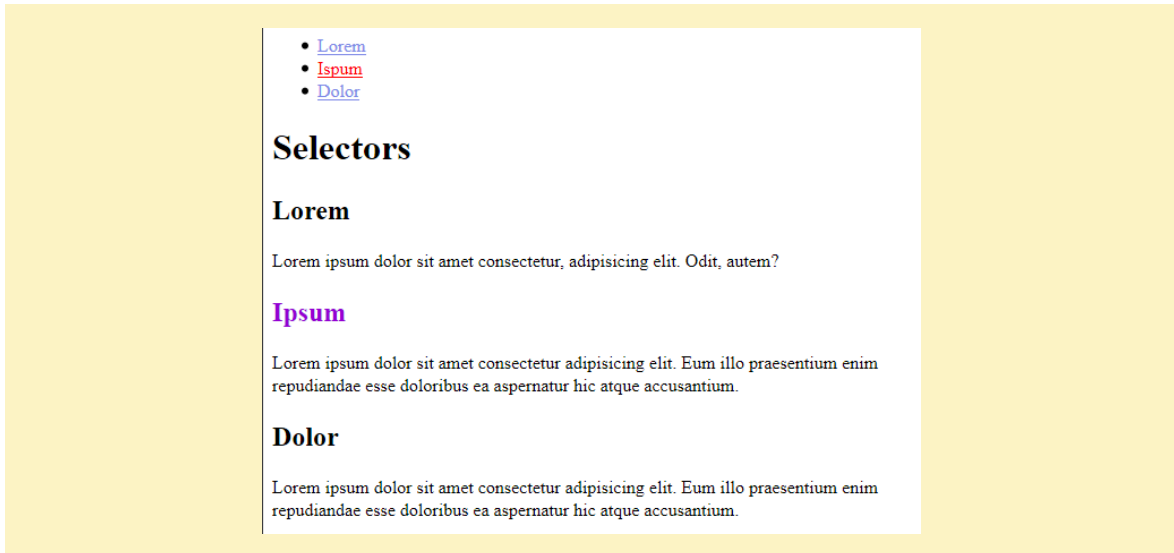 Lorem
Ispum
Dolor
Selectors
Lorem
Lorem ipsum dolor sit amet consectetur, adipisicing elit. Odit, autem?
Ipsum
Lorem ipsum dolor sit amet consectetur adipisicing elit. Eum illo praesentium enim
repudiandae esse doloribus ea aspernatur hic atque accusantium.
Dolor
Lorem ipsum dolor sit amet consectetur adipisicing elit. Eum illo praesentium enim
repudiandae esse doloribus ea aspernatur hic atque accusantium.